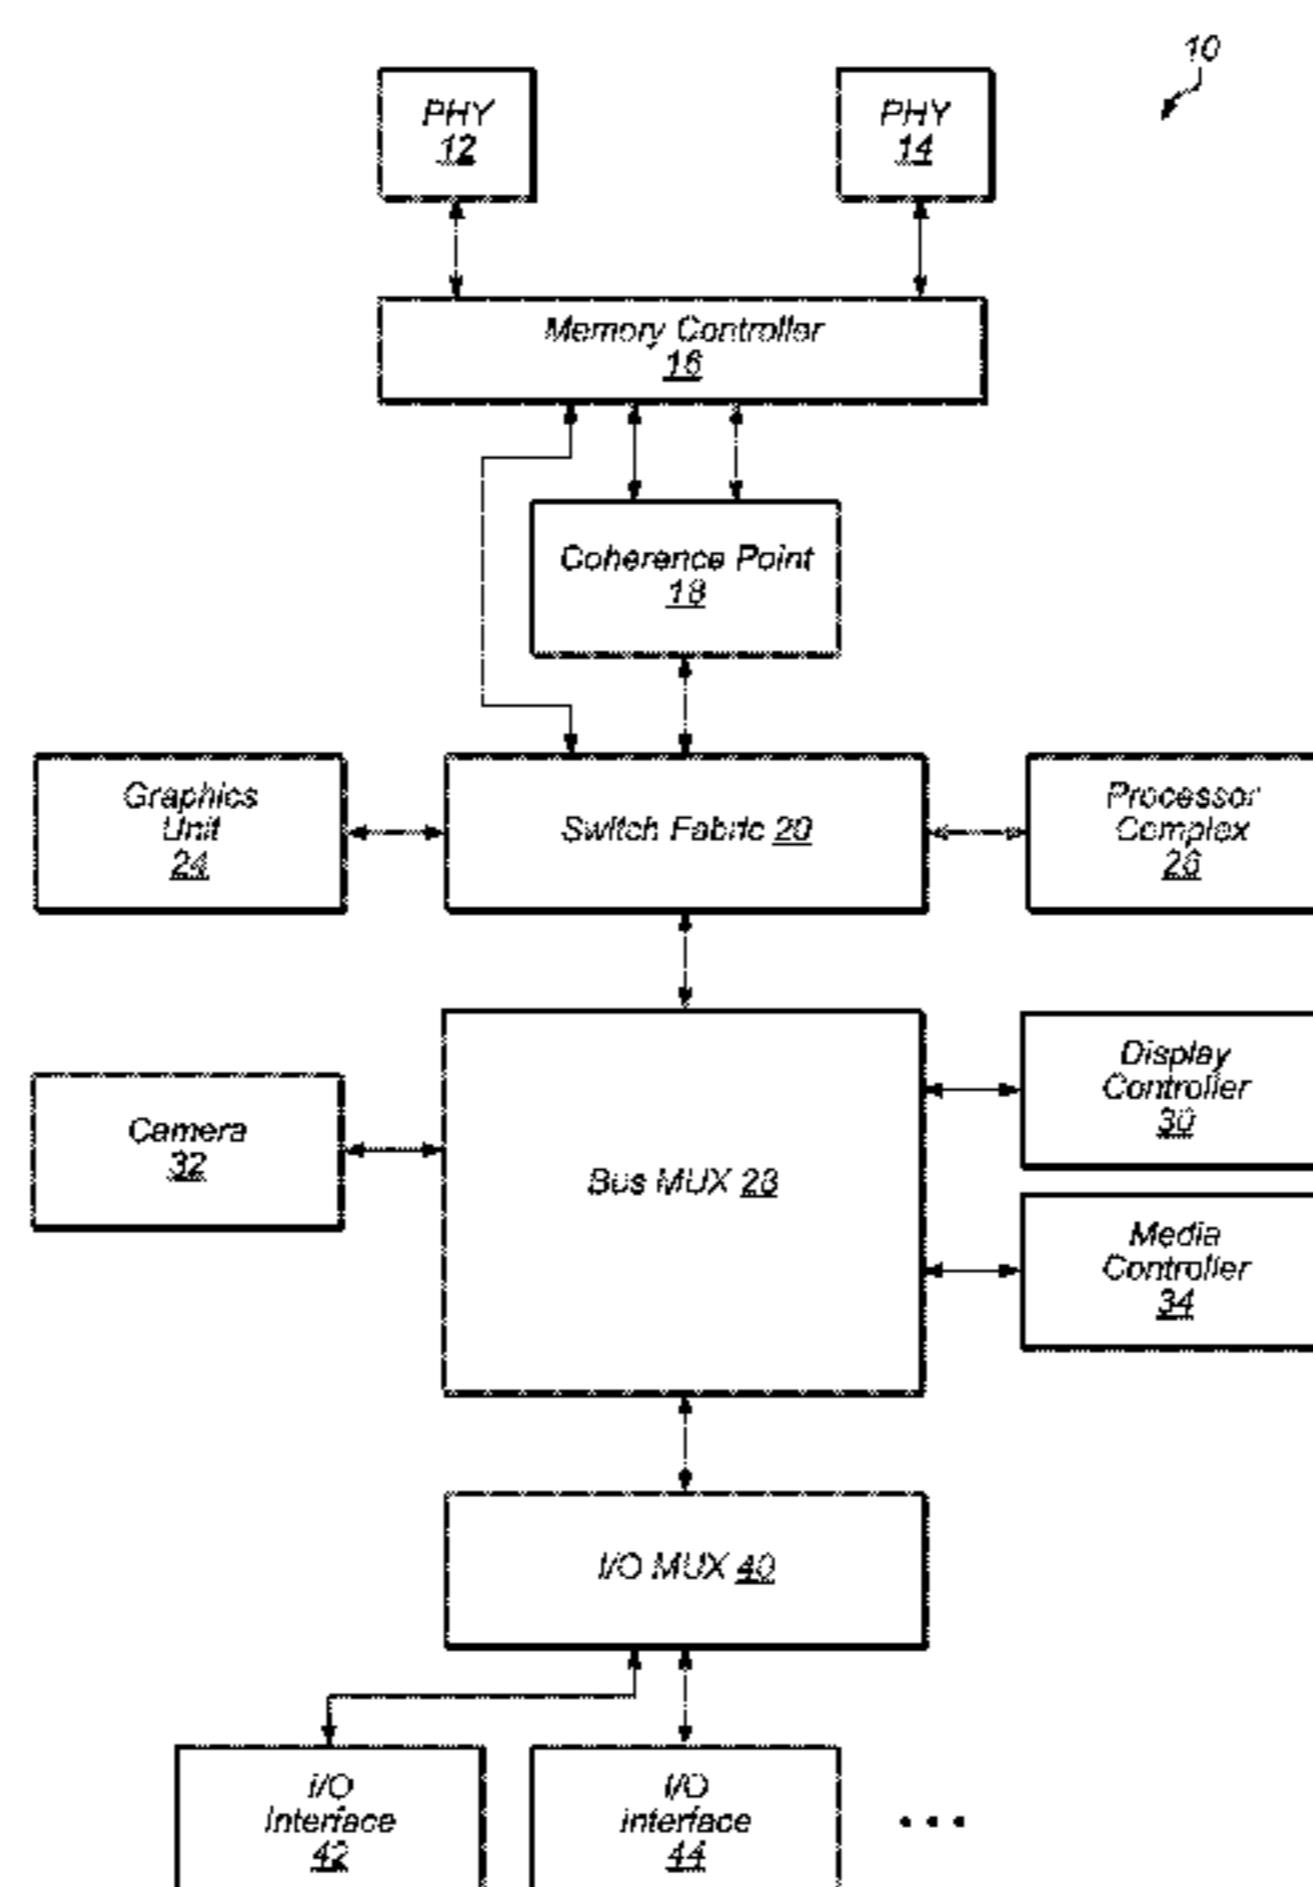 10
PHY
12
PHY
14
Memory Controller
16
Coherence Point
18
Graphics
Unit
24
Switch Fabric 20
Processor
Complex
26
Camera
32
Bus MUX 28
Display
Controller
30
Media
Controller
34
I/O MUX 40
I/O
Interface
42
I/O
interface
44
...